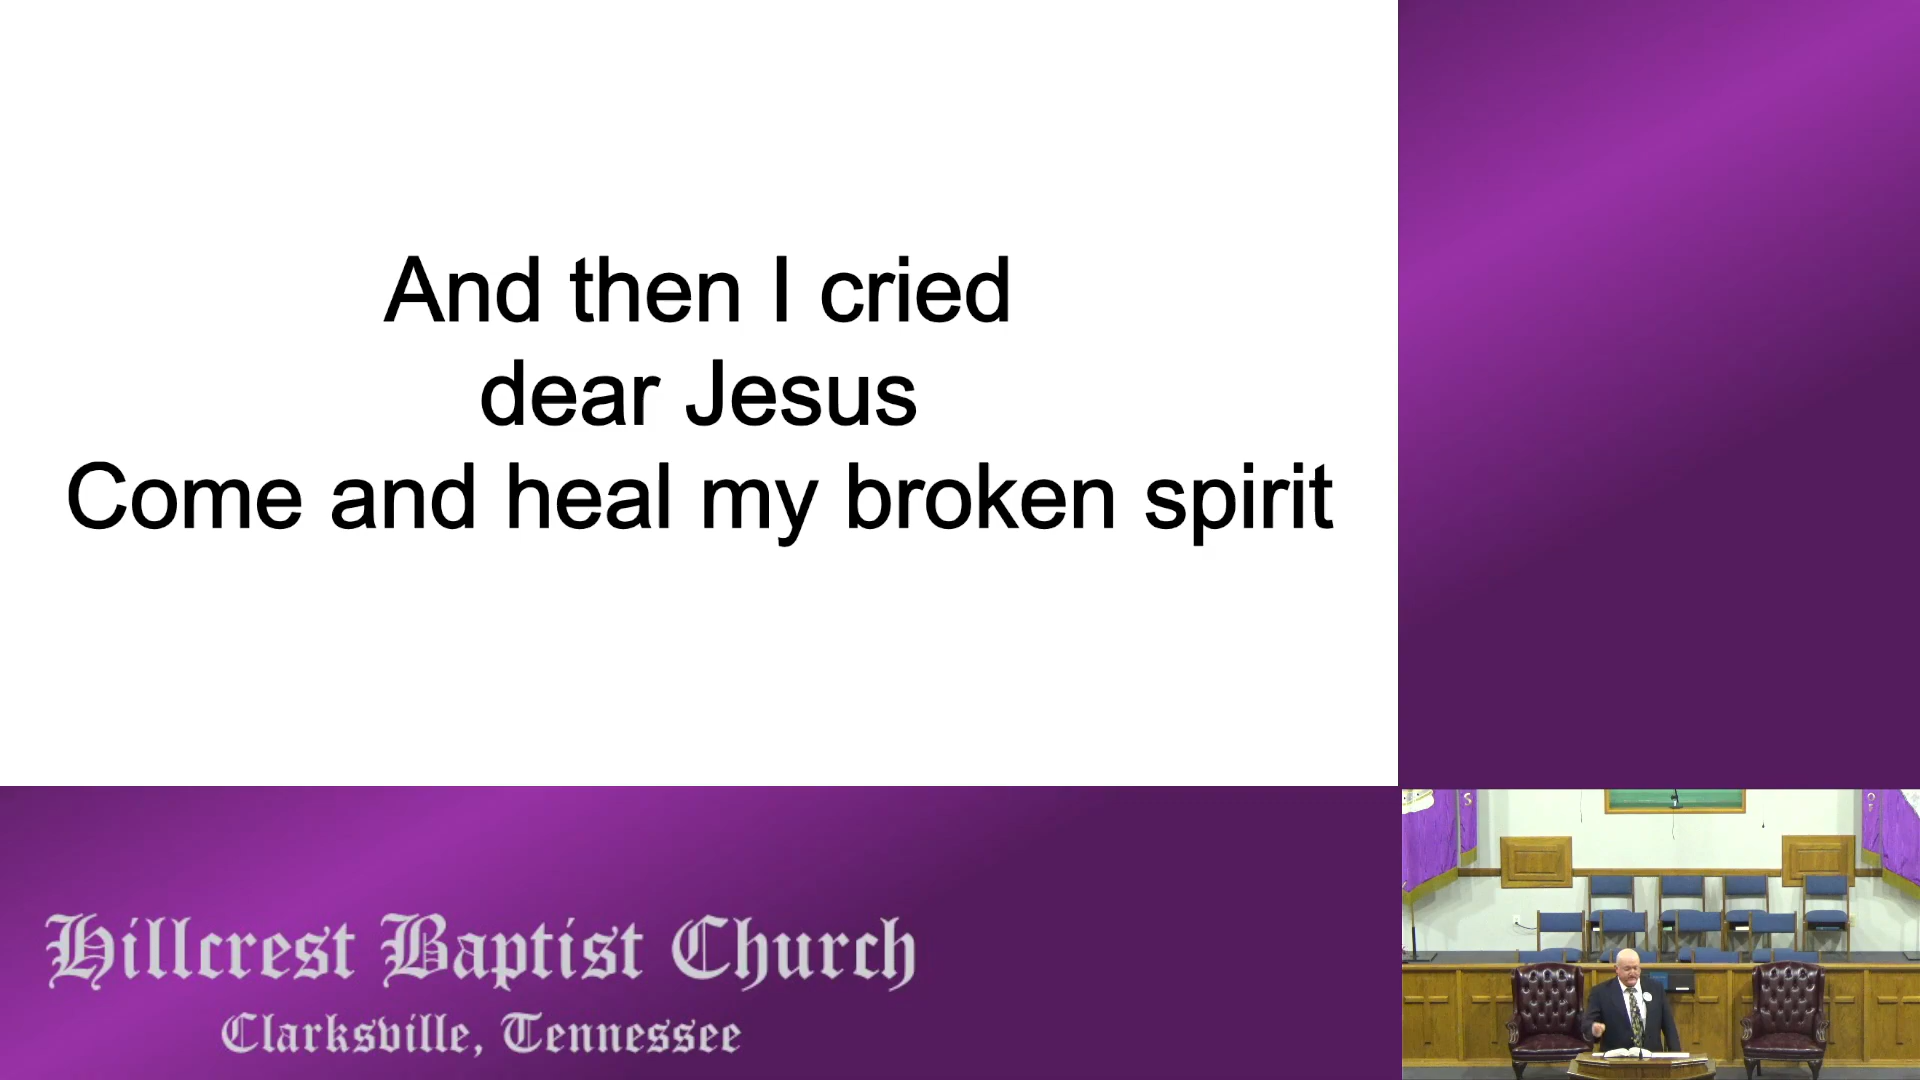 And then I cried
dear Jesus
Come and heal my broken spirit
Hillcrest Baptist Church
Clarksville, Tennessee